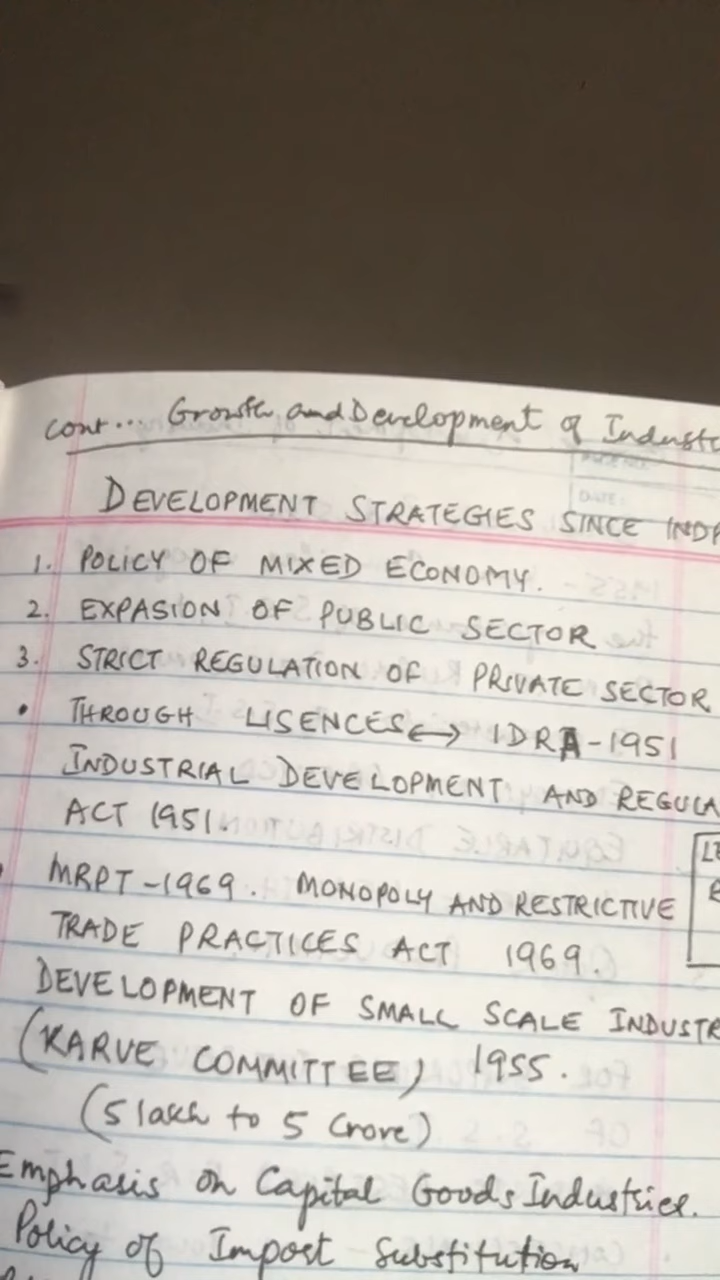 cont... Growth and Development of Industr
DATE:
DEVELOPMENT STRATEGIES SINCE INDP
1. POLICY OF MIXED ECONOMY.
2. EXPASION OF PUBLIC SECTOR
3. STRICT REGULATION OF PRIVATE SECTOR
• THROUGH LISENCES ↔ IDRA-1951
INDUSTRIAL DEVELOPMENT AND REGULA
ACT 1951.
MRPT-1969. MONOPOLY AND RESTRICTIVE
TRADE PRACTICES ACT 1969.
DEVELOPMENT OF SMALL SCALE INDUSTR
(KARVE COMMITTEE) 1955.
(5 lakh to 5 Crore)
Emphasis on Capital Goods Industries.
Policy of Import Substitution